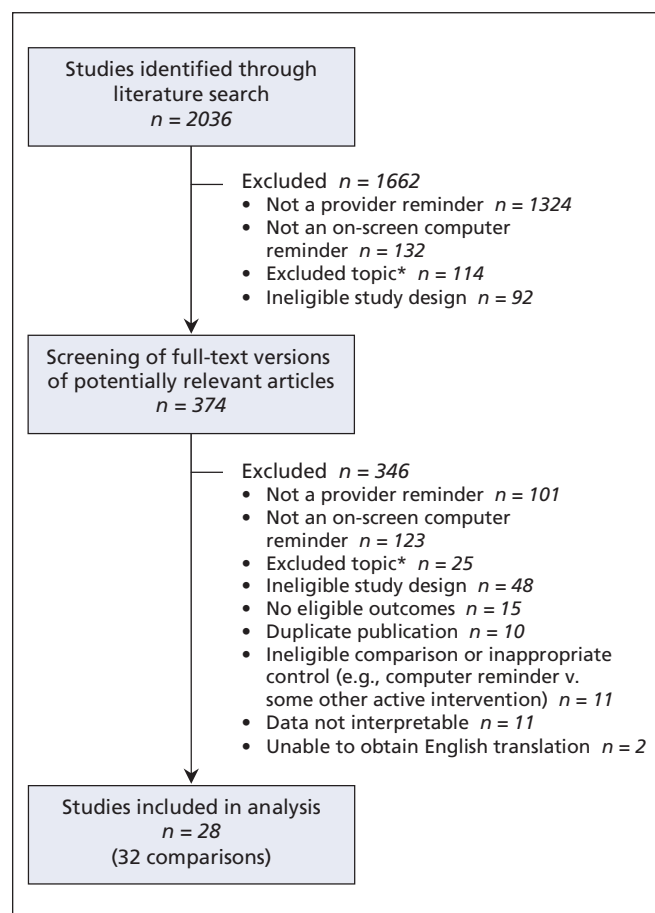 Studies identified through
literature search
n = 2036
Excluded n = 1662
• Not a provider reminder n = 1324
• Not an on-screen computer
reminder n = 132
• Excluded topic* n = 114
• Ineligible study design n = 92
Screening of full-text versions
of potentially relevant articles
n = 374
Excluded n = 346
• Not a provider reminder n = 101
• Not an on-screen computer
reminder n = 123
• Excluded topic* n = 25
• Ineligible study design n = 48
• No eligible outcomes n = 15
• Duplicate publication n = 10
• Ineligible comparison or inappropriate
control (e.g., computer reminder v.
some other active intervention) n = 11
• Data not interpretable n = 11
• Unable to obtain English translation n = 2
Studies included in analysis
n = 28
(32 comparisons)